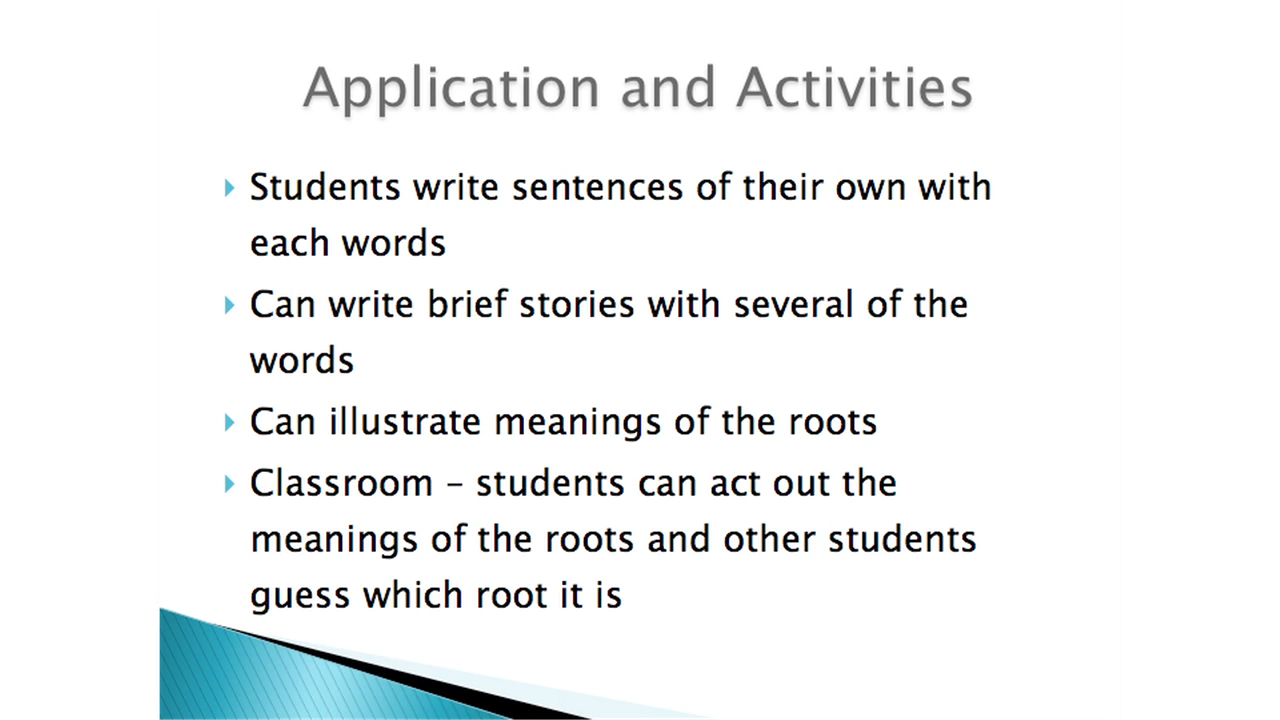 Application and Activities
Students write sentences of their own with
each words
Can write brief stories with several of the
words
Can illustrate meanings of the roots
Classroom – students can act out the
meanings of the roots and other students
guess which root it is